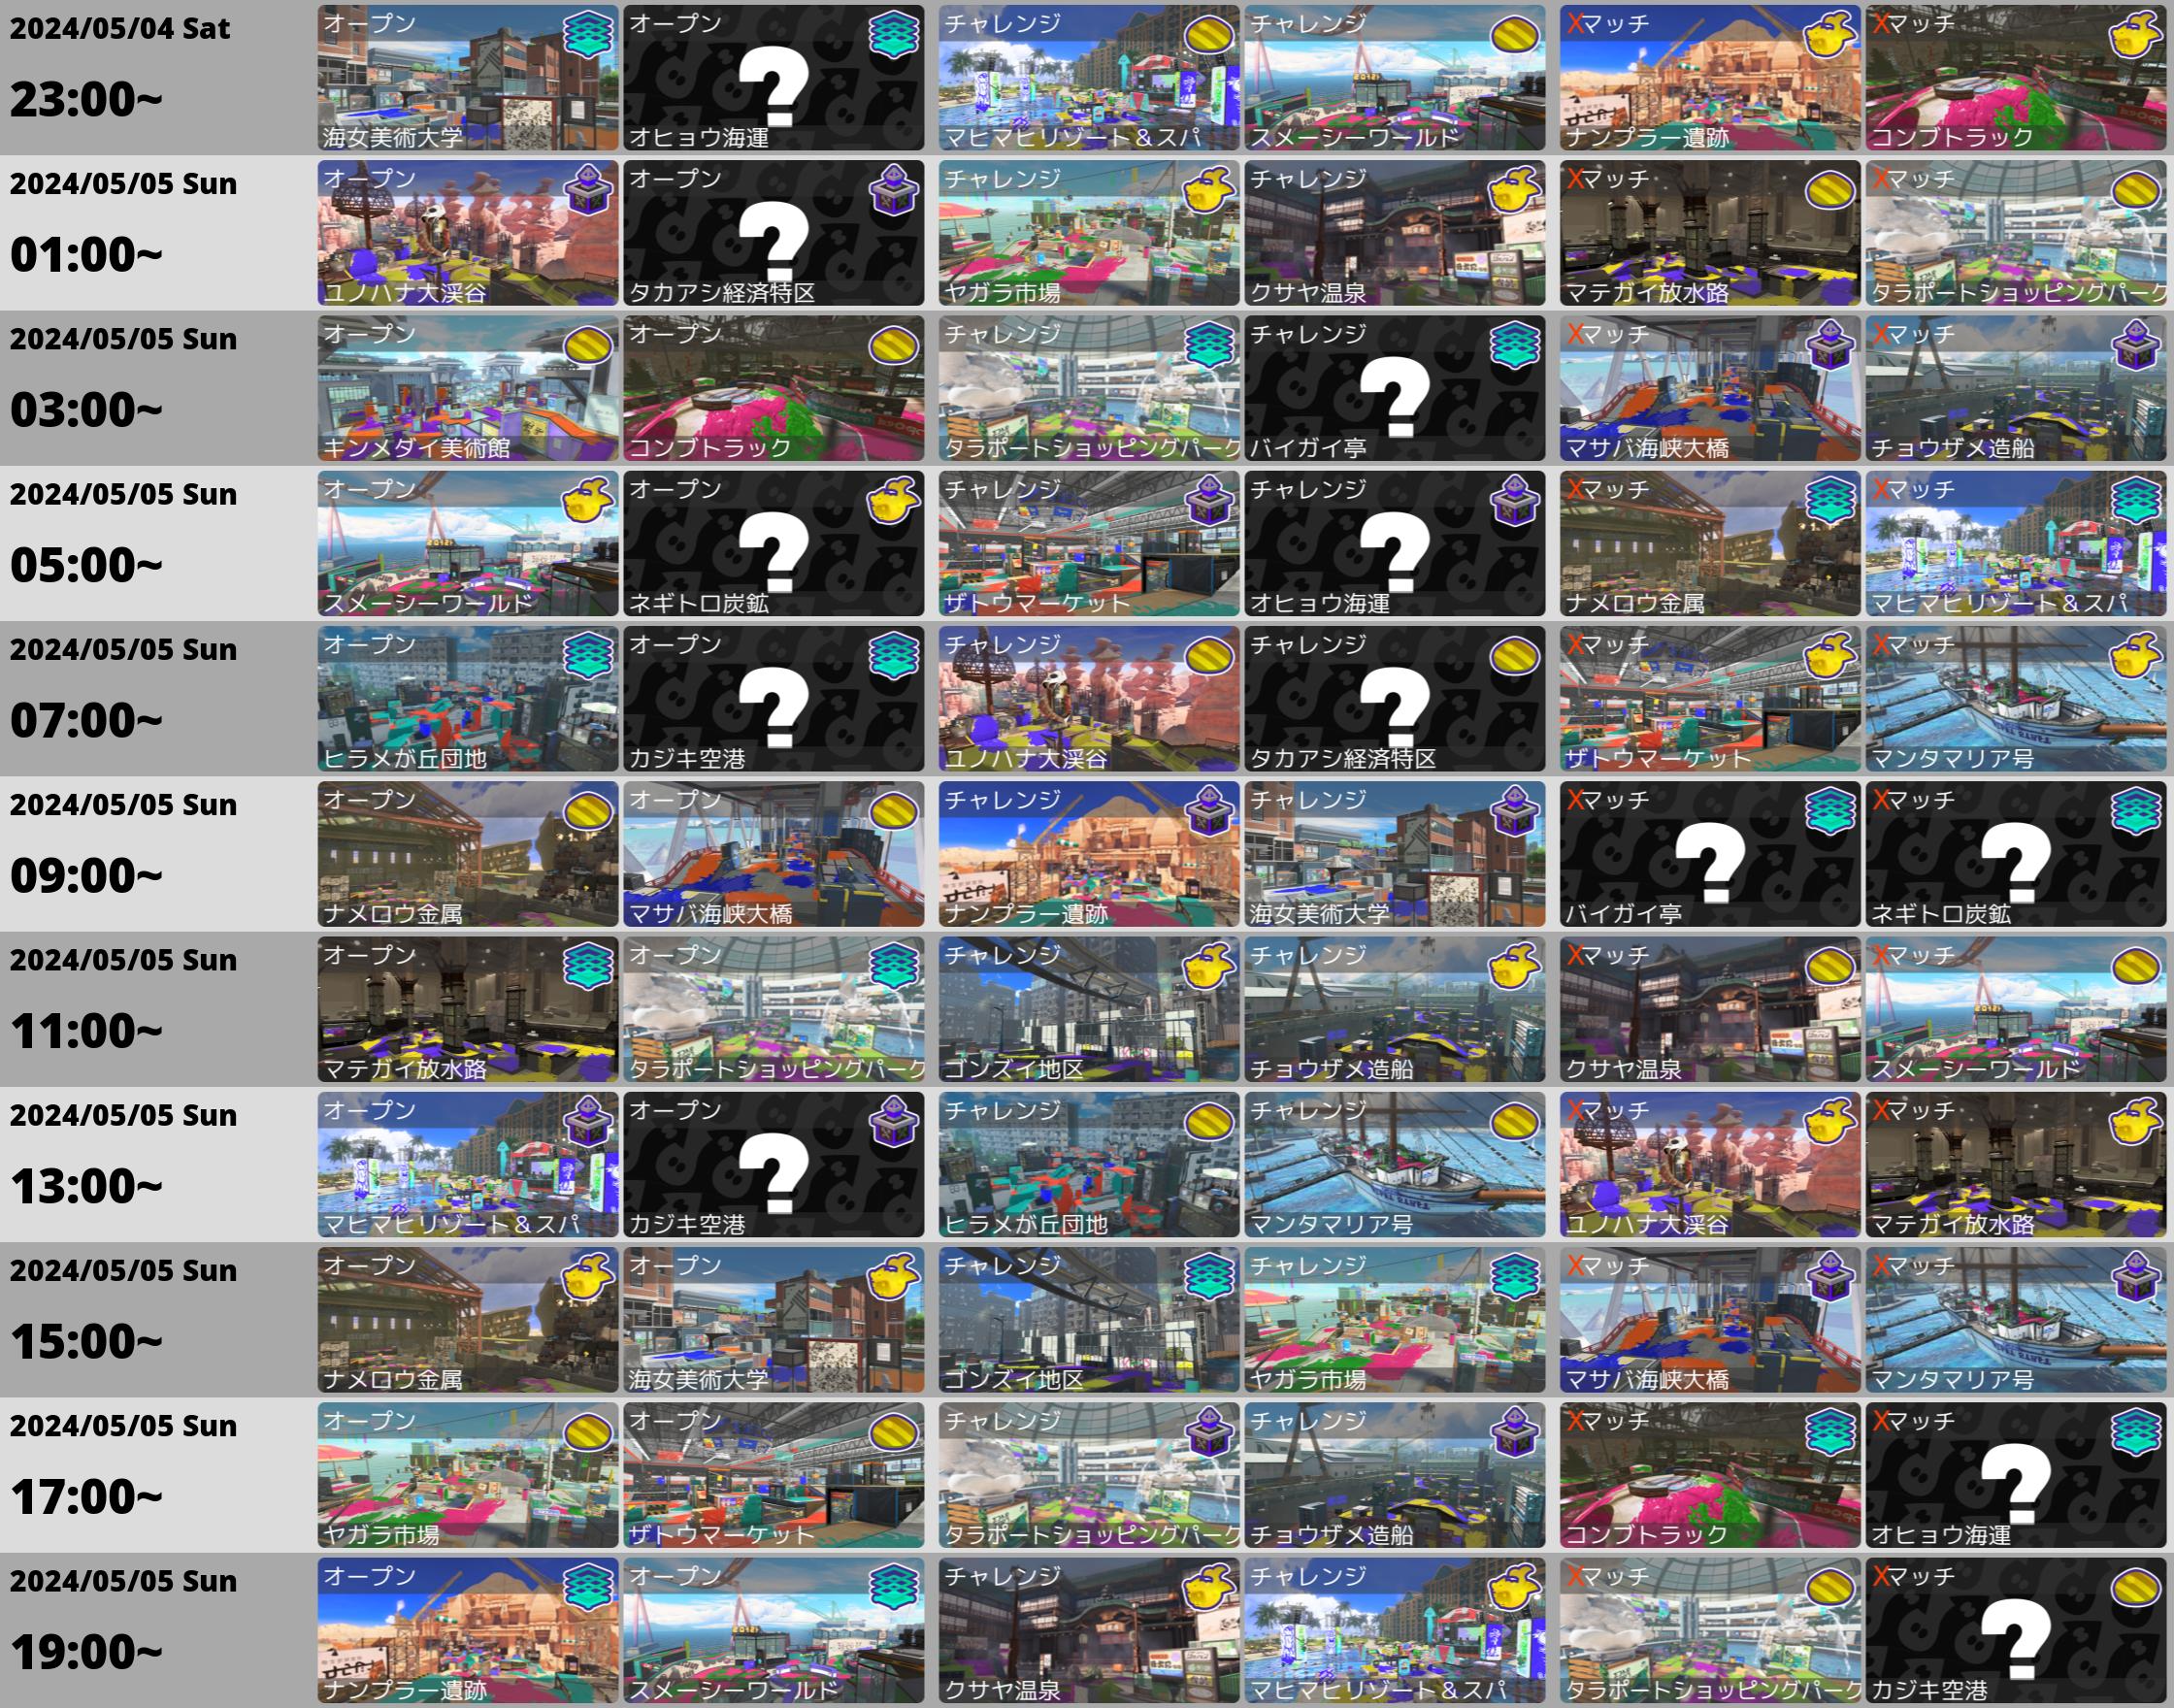 2024/05/04 Sat
23:00~
オープン
海女美術大学
オープン
オヒョウ海運
チャレンジ
マヒマヒリゾート＆スパ
チャレンジ
スメーシーワールド
Xマッチ
ナンプラー遺跡
Xマッチ
コンブトラック
2024/05/05 Sun
01:00~
オープン
ユノハナ大渓谷
オープン
タカアシ経済特区
チャレンジ
ヤガラ市場
チャレンジ
クサヤ温泉
Xマッチ
マテガイ放水路
Xマッチ
タラポートショッピングパーク
2024/05/05 Sun
03:00~
オープン
キンメダイ美術館
オープン
コンブトラック
チャレンジ
タラポートショッピングパーク
チャレンジ
バイガイ亭
Xマッチ
マサバ海峡大橋
Xマッチ
チョウザメ造船
2024/05/05 Sun
05:00~
オープン
スメーシーワールド
オープン
ネギトロ炭鉱
チャレンジ
ザトウマーケット
チャレンジ
オヒョウ海運
Xマッチ
ナメロウ金属
Xマッチ
マヒマヒリゾート＆スパ
2024/05/05 Sun
07:00~
オープン
ヒラメが丘団地
オープン
カジキ空港
チャレンジ
ユノハナ大渓谷
チャレンジ
タカアシ経済特区
Xマッチ
ザトウマーケット
Xマッチ
マンタマリア号
2024/05/05 Sun
09:00~
オープン
ナメロウ金属
オープン
マサバ海峡大橋
チャレンジ
ナンプラー遺跡
チャレンジ
海女美術大学
Xマッチ
バイガイ亭
Xマッチ
ネギトロ炭鉱
2024/05/05 Sun
11:00~
オープン
マテガイ放水路
オープン
タラポートショッピングパーク
チャレンジ
ゴンズイ地区
チャレンジ
チョウザメ造船
Xマッチ
クサヤ温泉
Xマッチ
スメーシーワールド
2024/05/05 Sun
13:00~
オープン
マヒマヒリゾート＆スパ
オープン
カジキ空港
チャレンジ
ヒラメが丘団地
チャレンジ
マンタマリア号
Xマッチ
ユノハナ大渓谷
Xマッチ
マテガイ放水路
2024/05/05 Sun
15:00~
オープン
ナメロウ金属
オープン
海女美術大学
チャレンジ
ゴンズイ地区
チャレンジ
ヤガラ市場
Xマッチ
マサバ海峡大橋
Xマッチ
マンタマリア号
2024/05/05 Sun
17:00~
オープン
ヤガラ市場
オープン
ザトウマーケット
チャレンジ
タラポートショッピングパーク
チャレンジ
チョウザメ造船
Xマッチ
コンブトラック
Xマッチ
オヒョウ海運
2024/05/05 Sun
19:00~
オープン
ナンプラー遺跡
オープン
スメーシーワールド
チャレンジ
クサヤ温泉
チャレンジ
マヒマヒリゾート＆スパ
Xマッチ
タラポートショッピングパーク
Xマッチ
カジキ空港